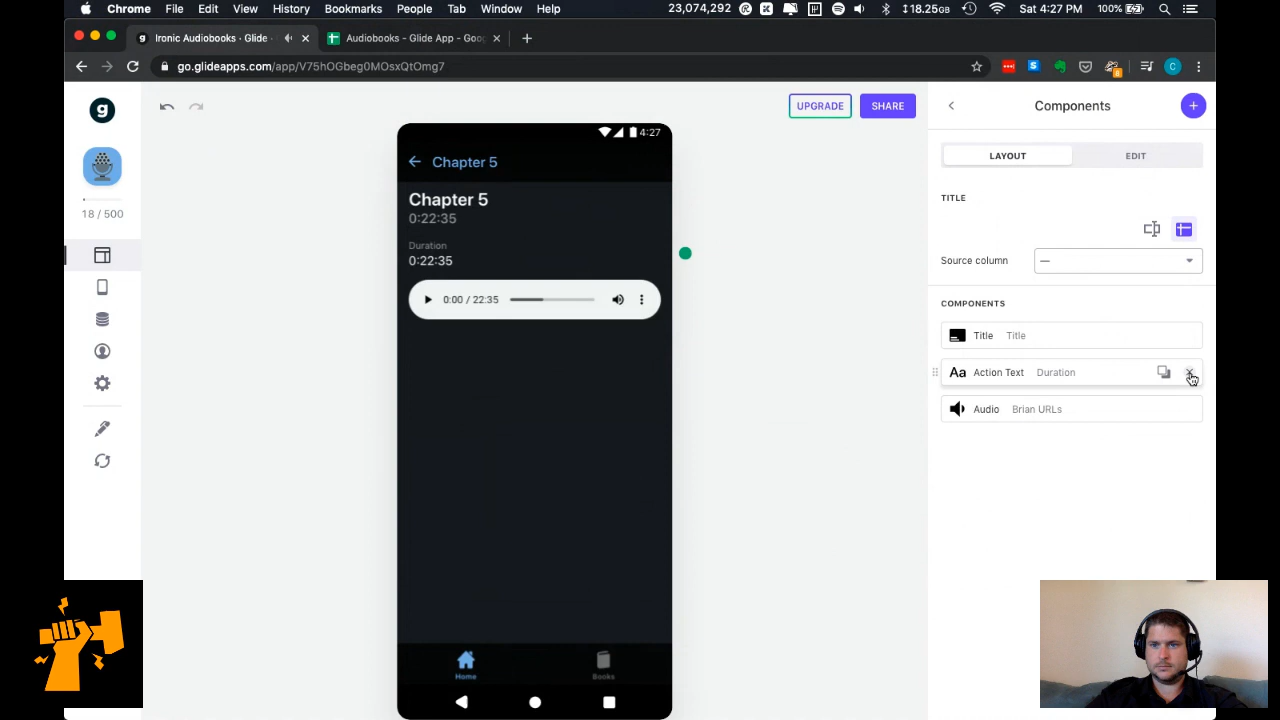 Chrome File Edit View History Bookmarks People Tab Window Help 23,074,292 18.25GB Sat 4:27 PM 100%
Ironic Audiobooks · Glide · Audiobooks - Glide App - Goo
go.glideapps.com/app/V75hOGbeg0MOsxQtOmg7 C
g
UPGRADE SHARE Components
4:27
Chapter 5
LAYOUT EDIT
TITLE
Chapter 5
18 / 500
0:22:35
Duration
0:22:35
Source column —
0:00 / 22:35
COMPONENTS
Title Title
Aa Action Text Duration
Audio Brian URLs
Home Books